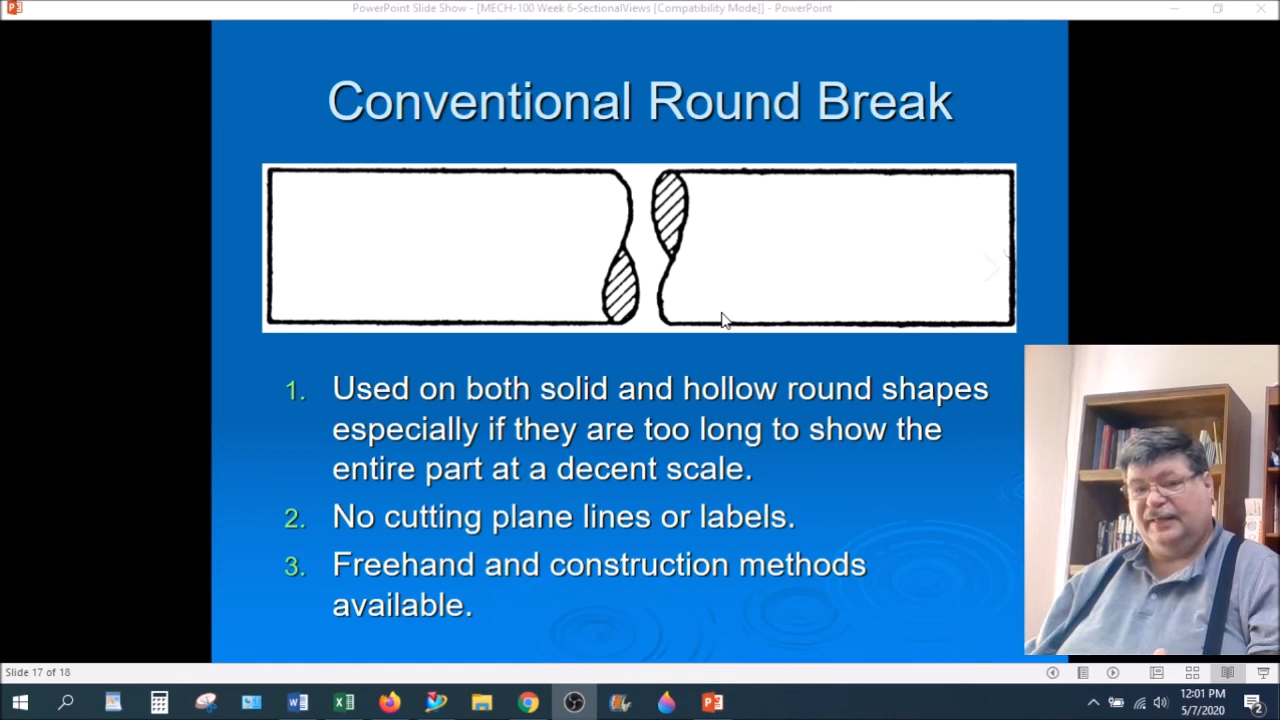 PowerPoint Slide Show - [MECH-100 Week 6-SectionalViews [Compatibility Mode]] - PowerPoint
Conventional Round Break
1. Used on both solid and hollow round shapes
especially if they are too long to show the
entire part at a decent scale.
2. No cutting plane lines or labels.
3. Freehand and construction methods
available.
Slide 17 of 18
12:01 PM
5/7/2020
2